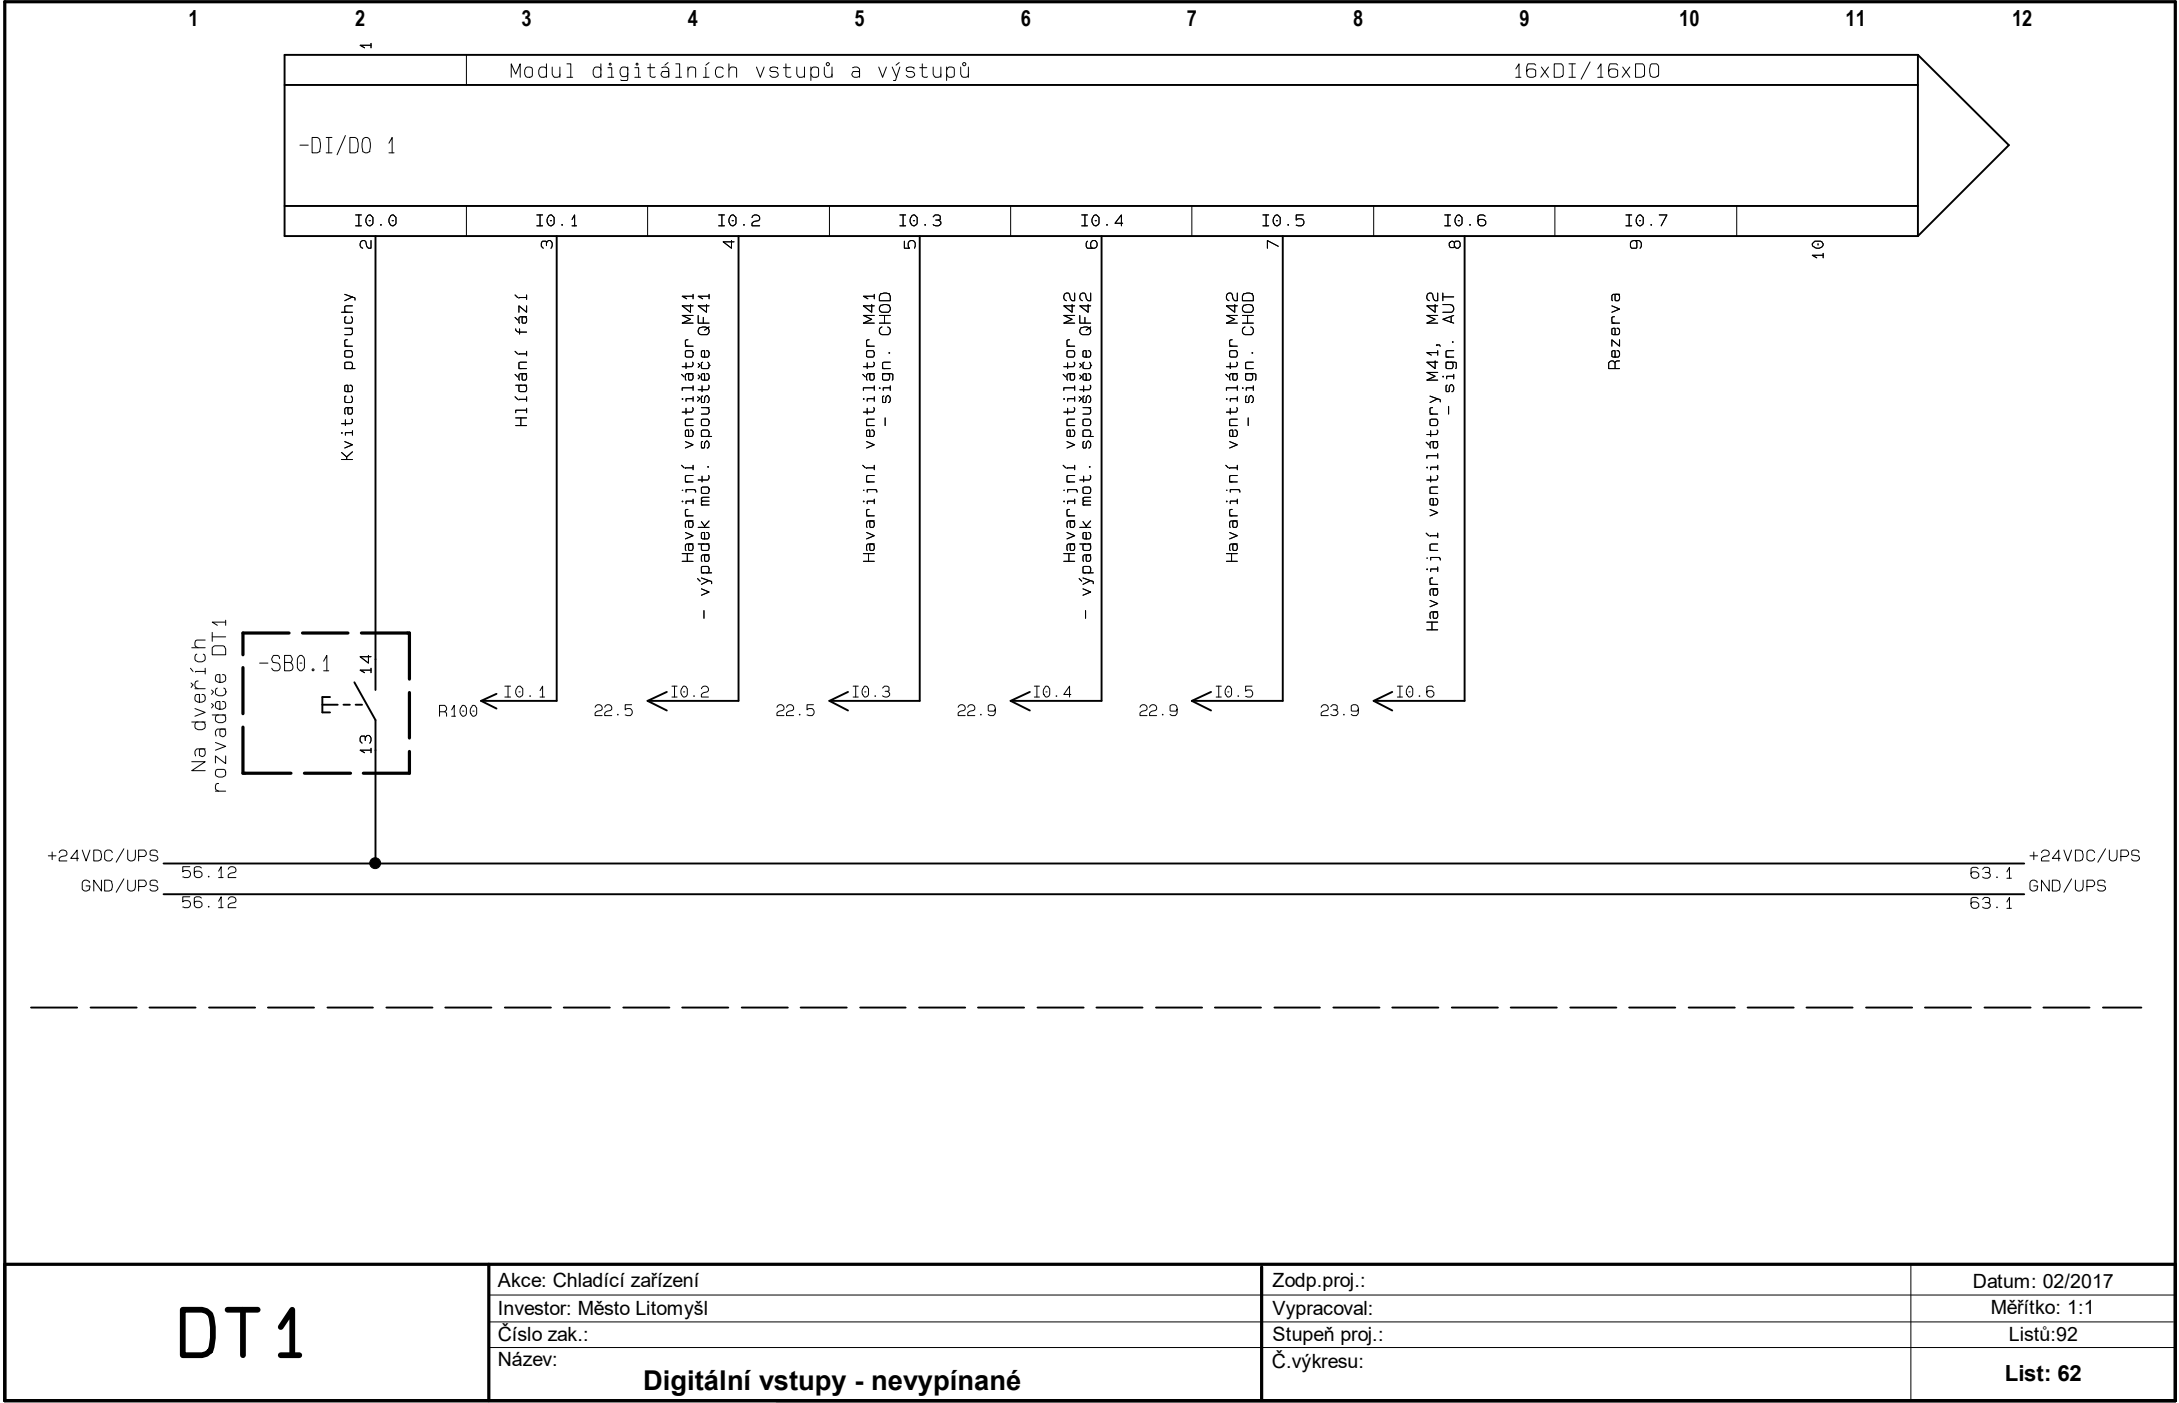 1 2 3 4 5 6 7 8 9 10 11 12
1
Modul digitálních vstupů a výstupů 16xDI/16xDO
-DI/DO 1
I0.0 I0.1 I0.2 I0.3 I0.4 I0.5 I0.6 I0.7
2 3 4 5 6 7 8 9 10
Kvitace poruchy
Hlídání fází
Havarijní ventilátor M41
- výpadek mot. spouštěče QF41
Havarijní ventilátor M41
- sign. CHOD
Havarijní ventilátor M42
- výpadek mot. spouštěče QF42
Havarijní ventilátor M42
- sign. CHOD
Havarijní ventilátory M41, M42
- sign. AUT
Rezerva
Na dveřích
rozvaděče DT1
-SB0.1
14
13
I0.1 I0.2 I0.3 I0.4 I0.5 I0.6
R100 22.5 22.5 22.9 22.9 23.9
+24VDC/UPS +24VDC/UPS
56.12 63.1
GND/UPS GND/UPS
56.12 63.1
DT1
Akce: Chladící zařízení
Investor: Město Litomyšl
Číslo zak.:
Název:
Digitální vstupy - nevypínané
Zodp.proj.:
Vypracoval:
Stupeň proj.:
Č.výkresu:
Datum: 02/2017
Měřítko: 1:1
Listů:92
List: 62